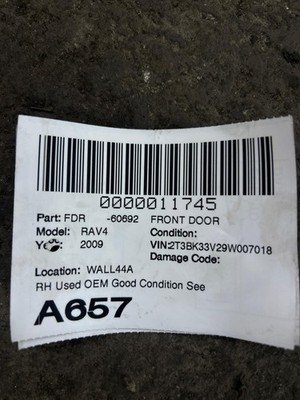 0000011745
Part: FDR -60692 FRONT DOOR
Model: RAV4 Condition:
Y 2009 VIN:2T3BK33V29W007018
Damage Code:
Location: WALL44A
RH Used OEM Good Condition See
A657